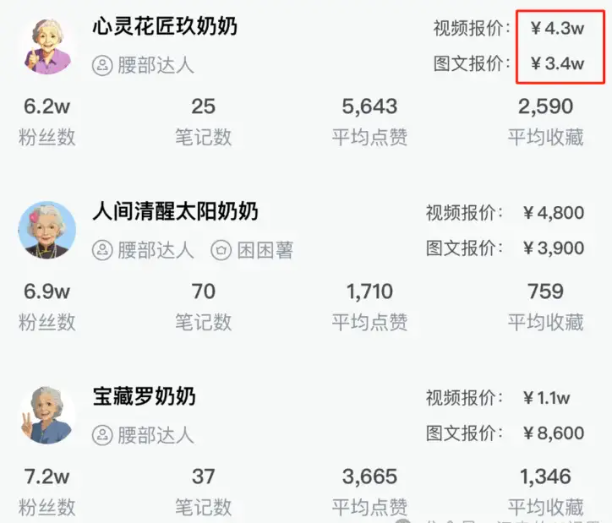 心灵花匠玖奶奶 视频报价: ¥4.3w
腰部达人 图文报价: ¥3.4w
6.2w 25 5,643 2,590
粉丝数 笔记数 平均点赞 平均收藏
人间清醒太阳奶奶 视频报价: ¥4,800
腰部达人 困困薯 图文报价: ¥3,900
6.9w 70 1,710 759
粉丝数 笔记数 平均点赞 平均收藏
宝藏罗奶奶 视频报价: ¥1.1w
腰部达人 图文报价: ¥8,600
7.2w 37 3,665 1,346
粉丝数 笔记数 平均点赞 平均收藏